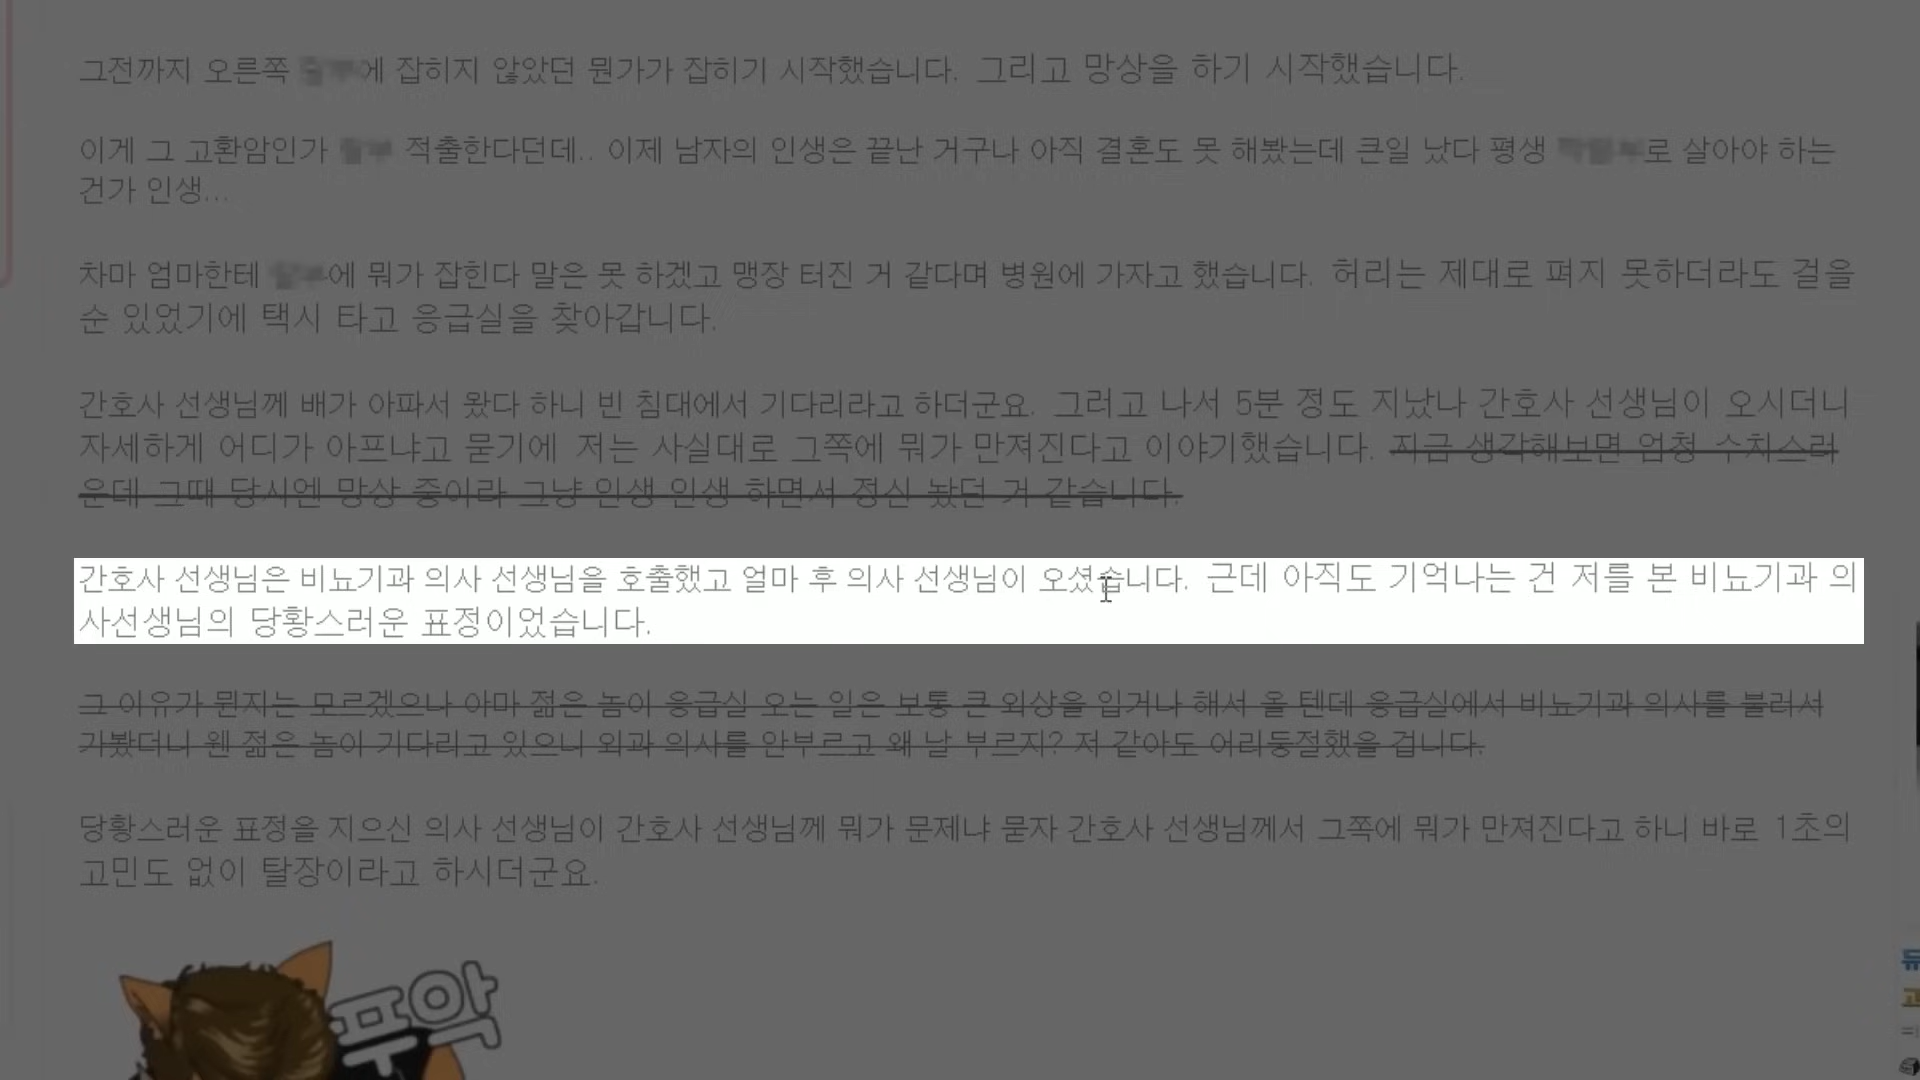 그전까지 오른쪽 에 잡히지 않았던 뭔가가 잡히기 시작했습니다. 그리고 망상을 하기 시작했습니다.
이게 그 고환암인가 적출한다던데.. 이제 남자의 인생은 끝난 거구나 아직 결혼도 못 해봤는데 큰일 났다 평생 로 살아야 하는
건가 인생...
차마 엄마한테 에 뭐가 잡힌다 말은 못 하겠고 맹장 터진 거 같다며 병원에 가자고 했습니다. 허리는 제대로 펴지 못하더라도 걸을
순 있었기에 택시 타고 응급실을 찾아갑니다.
간호사 선생님께 배가 아파서 왔다 하니 빈 침대에서 기다리라고 하더군요. 그러고 나서 5분 정도 지났나 간호사 선생님이 오시더니
자세하게 어디가 아프냐고 묻기에 저는 사실대로 그쪽에 뭐가 만져진다고 이야기했습니다. 지금 생각해보면 엄청 수치스러
운데 그때 당시엔 망상 중이라 그냥 인생 인생 하면서 정신 놨던 거 같습니다.
간호사 선생님은 비뇨기과 의사 선생님을 호출했고 얼마 후 의사 선생님이 오셨습니다. 근데 아직도 기억나는 건 저를 본 비뇨기과 의
사선생님의 당황스러운 표정이었습니다.
그 이유가 뭔지는 모르겠으나 아마 젊은 놈이 응급실 오는 일은 보통 큰 외상을 입거나 해서 올 텐데 응급실에서 비뇨기과 의사를 불러서
가봤더니 웬 젊은 놈이 기다리고 있으니 외과 의사를 안부르고 왜 날 부르지? 저 같아도 어리둥절했을 겁니다.
당황스러운 표정을 지으신 의사 선생님이 간호사 선생님께 뭐가 문제냐 묻자 간호사 선생님께서 그쪽에 뭐가 만져진다고 하니 바로 1초의
고민도 없이 탈장이라고 하시더군요.
푸악